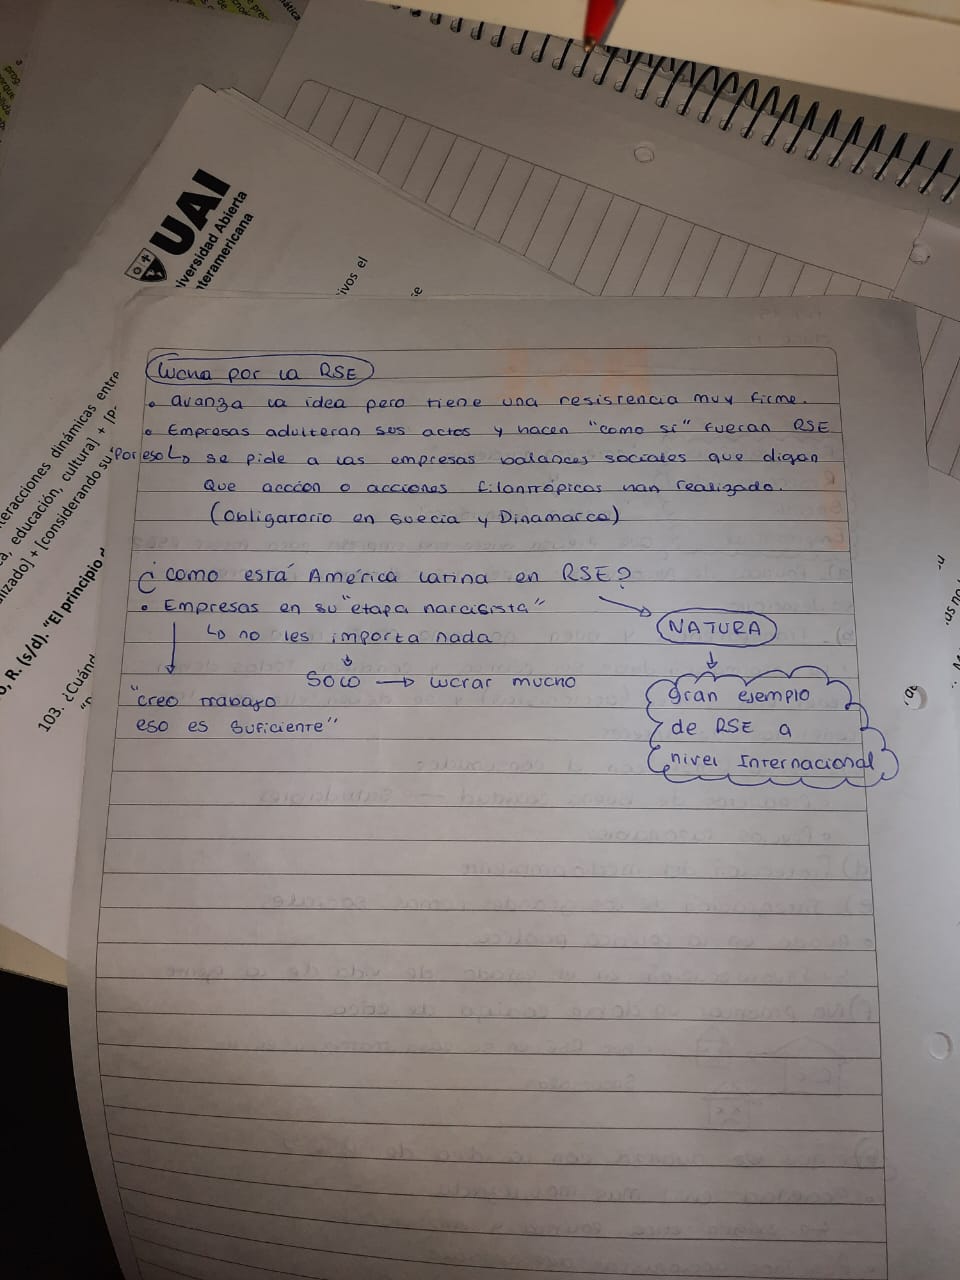 UAI
iversidad Abierta
nteramericana
ivos el
teracciones dinámicas entre
a, educación, cultura] + [p-
lizado] + [considerando su
o, R. (s/d). "El principio d
103. ¿Cuánd
Lucha por la RSE
• avanza la idea pero tiene una resistencia muy firme.
• Empresas adulteran sus actos y hacen "como si" fueran RSE
Por eso ↳ se pide a las empresas balances sociales que digan
Que acción o acciones filantrópicas han realizado.
(Obligatorio en Suecia y Dinamarca)
¿como está América Latina en RSE?
• Empresas en su "etapa narcisista" → NATURA
↳ no les importa nada
↓
SOLO → lucrar mucho
"creo trabajo
eso es suficiente"
↓
gran ejemplo
de RSE a
nivel Internacional